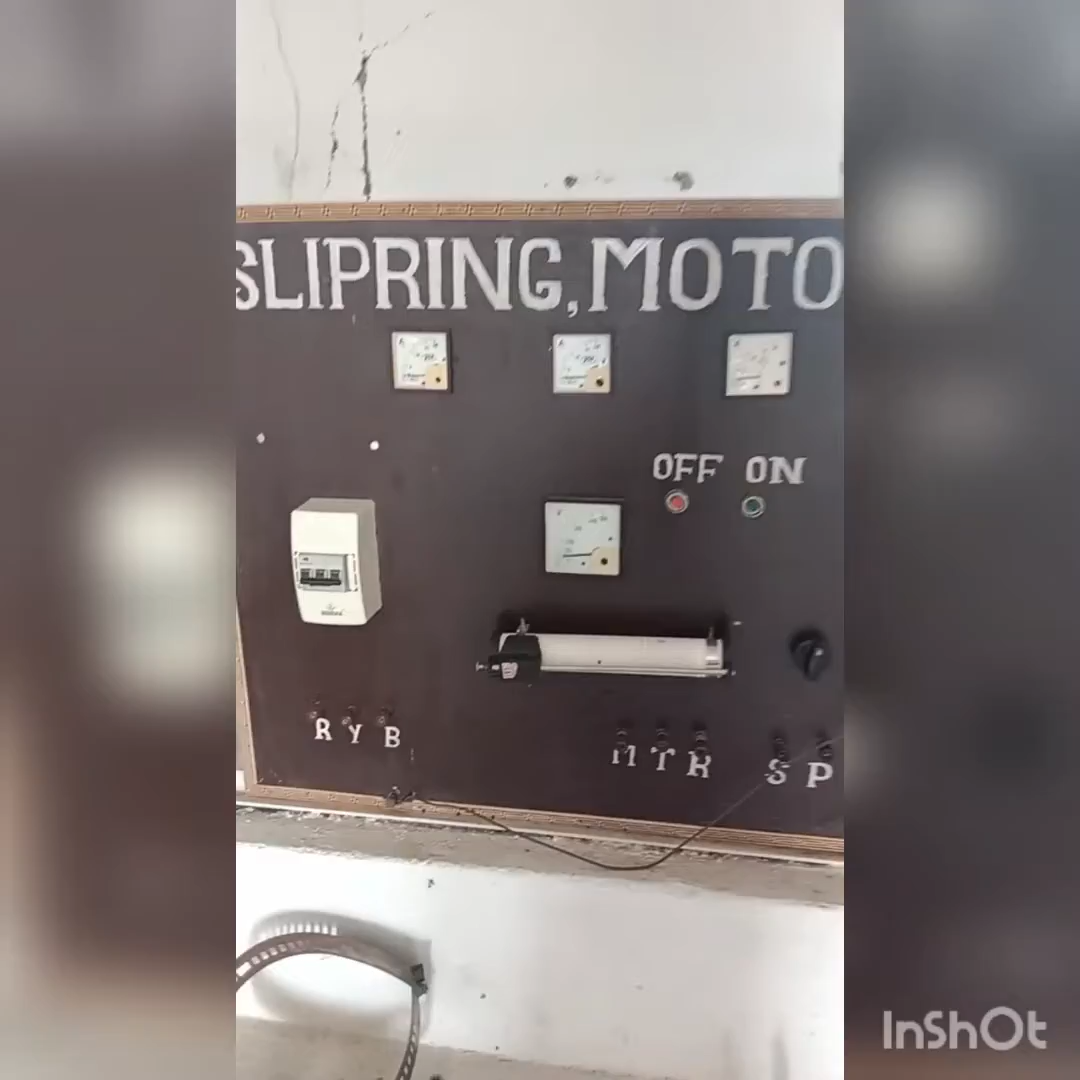 SLIPRING, MOTO
OFF ON
R Y B
M T R
S P
InShOt